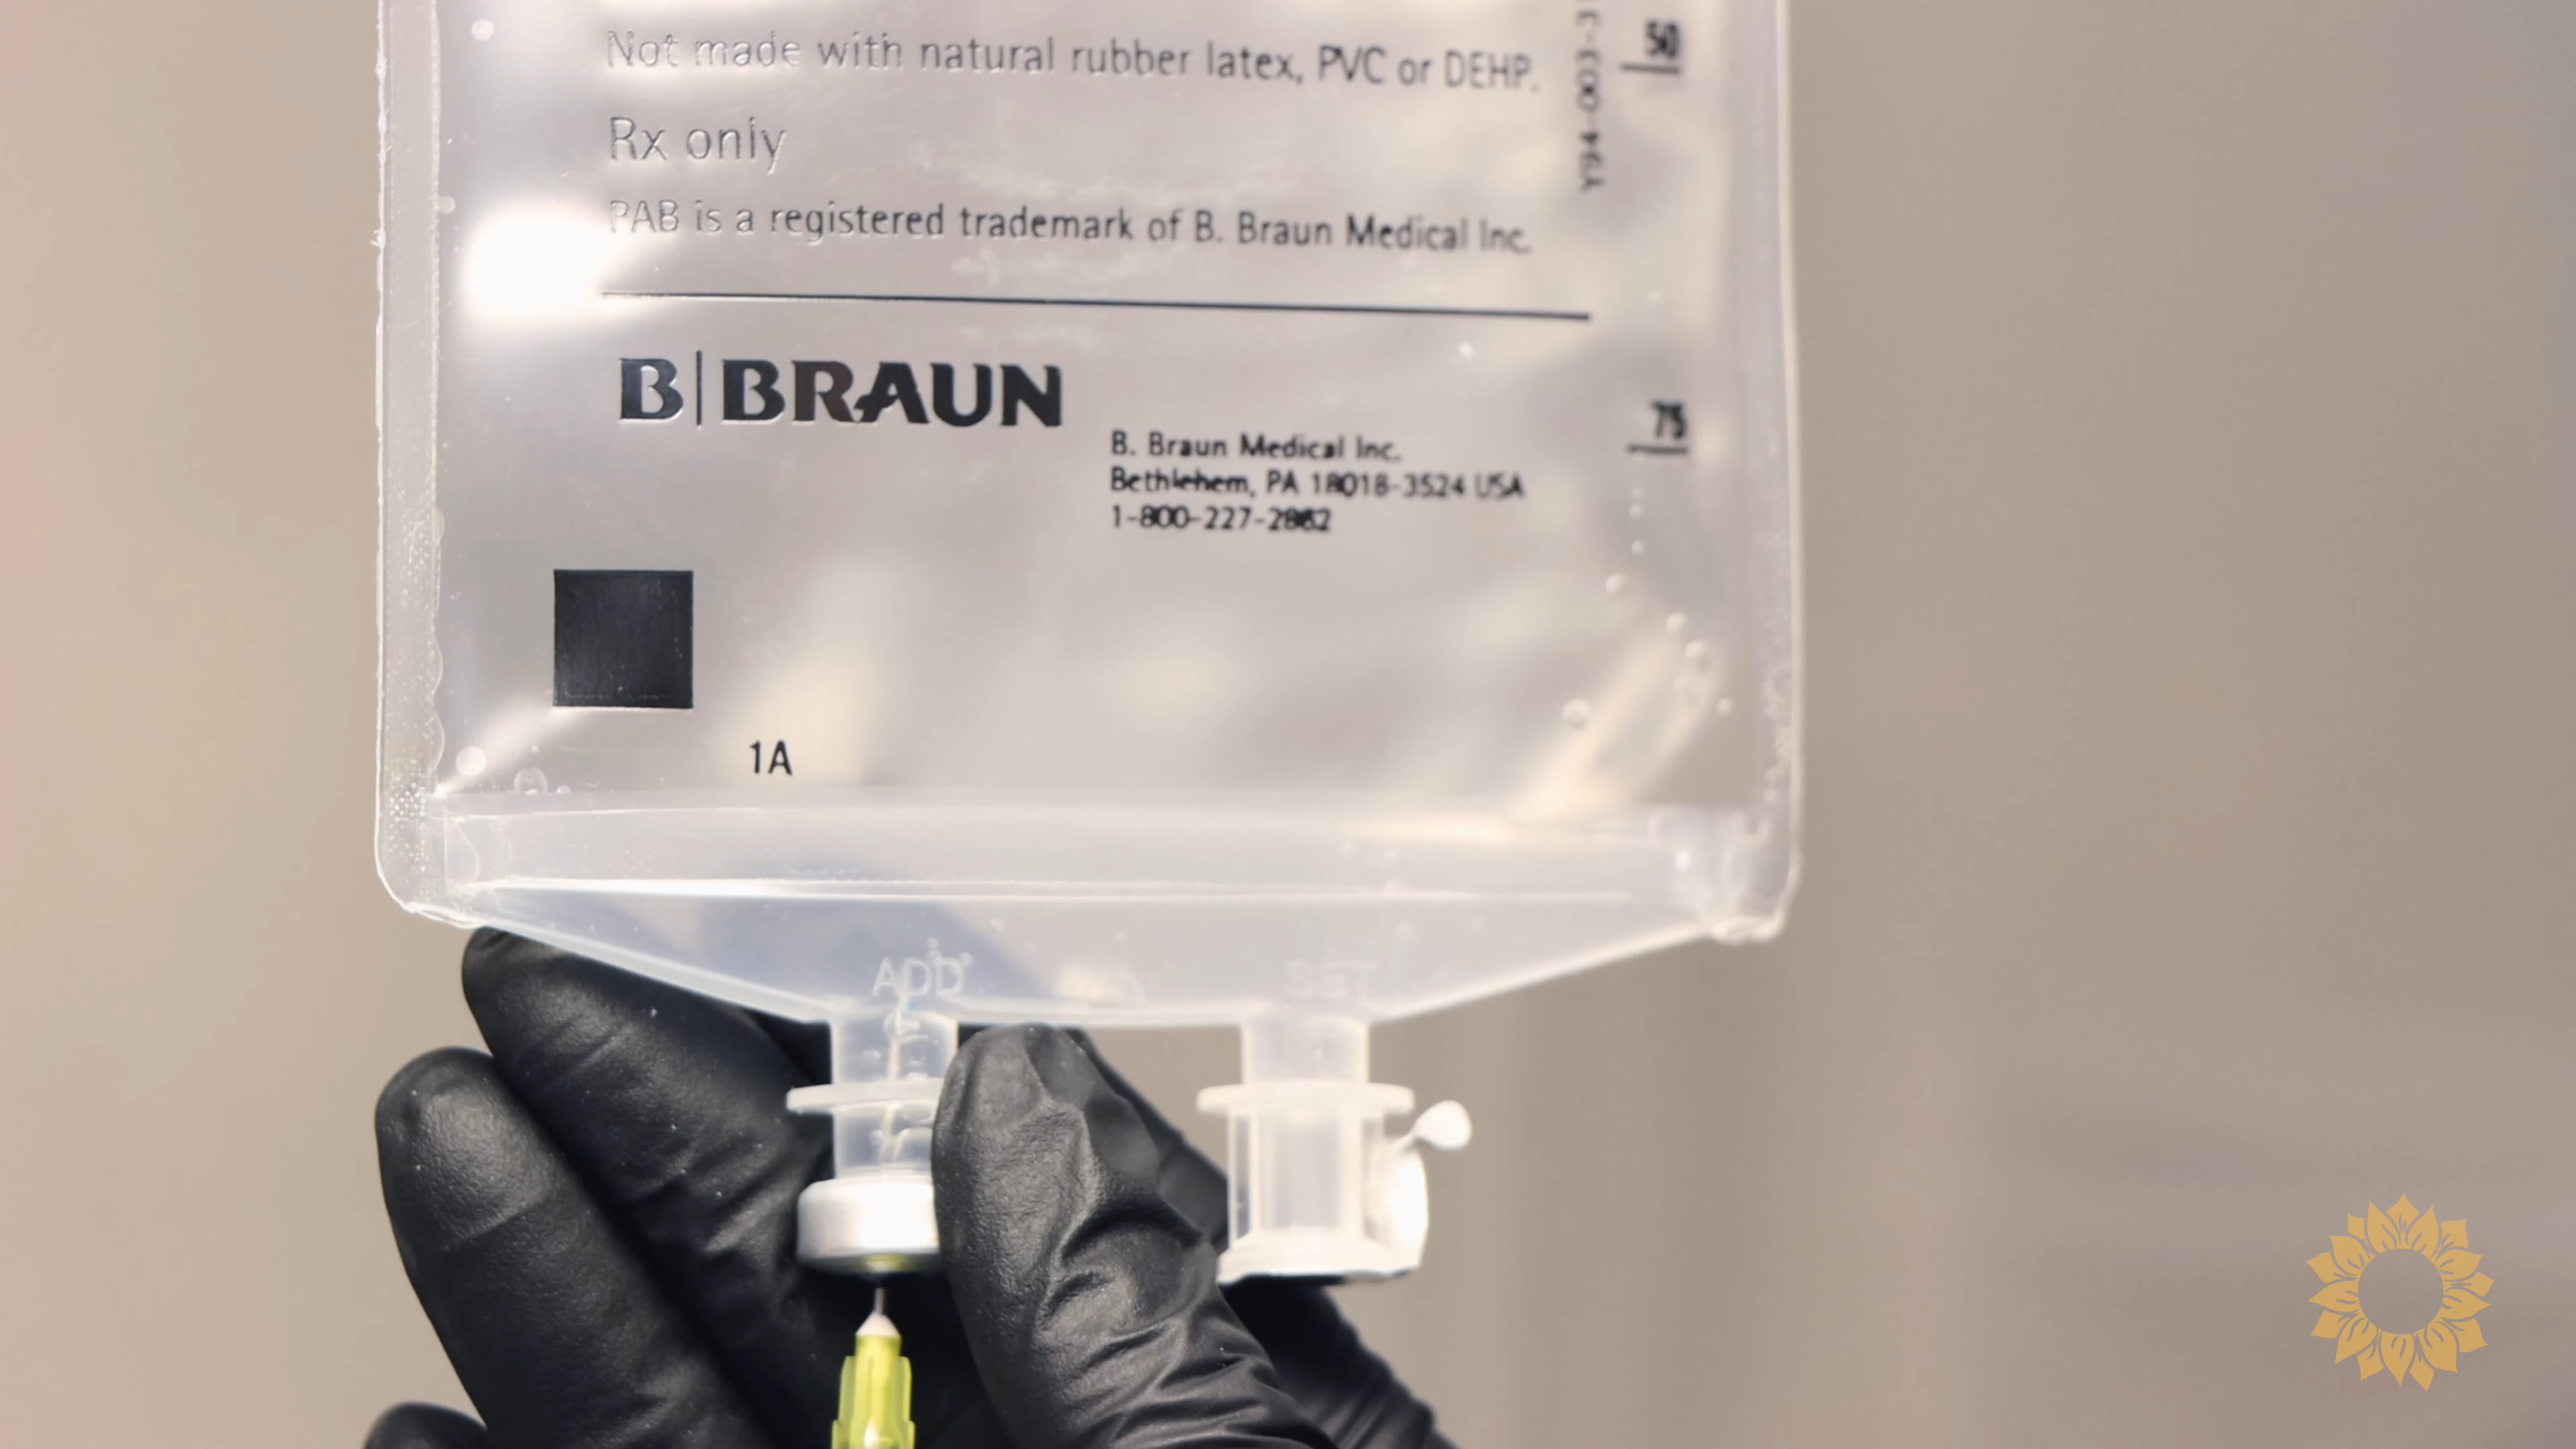 Not made with natural rubber latex, PVC or DEHP.
Rx only
PAB is a registered trademark of B. Braun Medical Inc.
B|BRAUN
B. Braun Medical Inc.
Bethlehem, PA 18018-3524 USA
1-800-227-2862
1A
50
75
ADD
SET